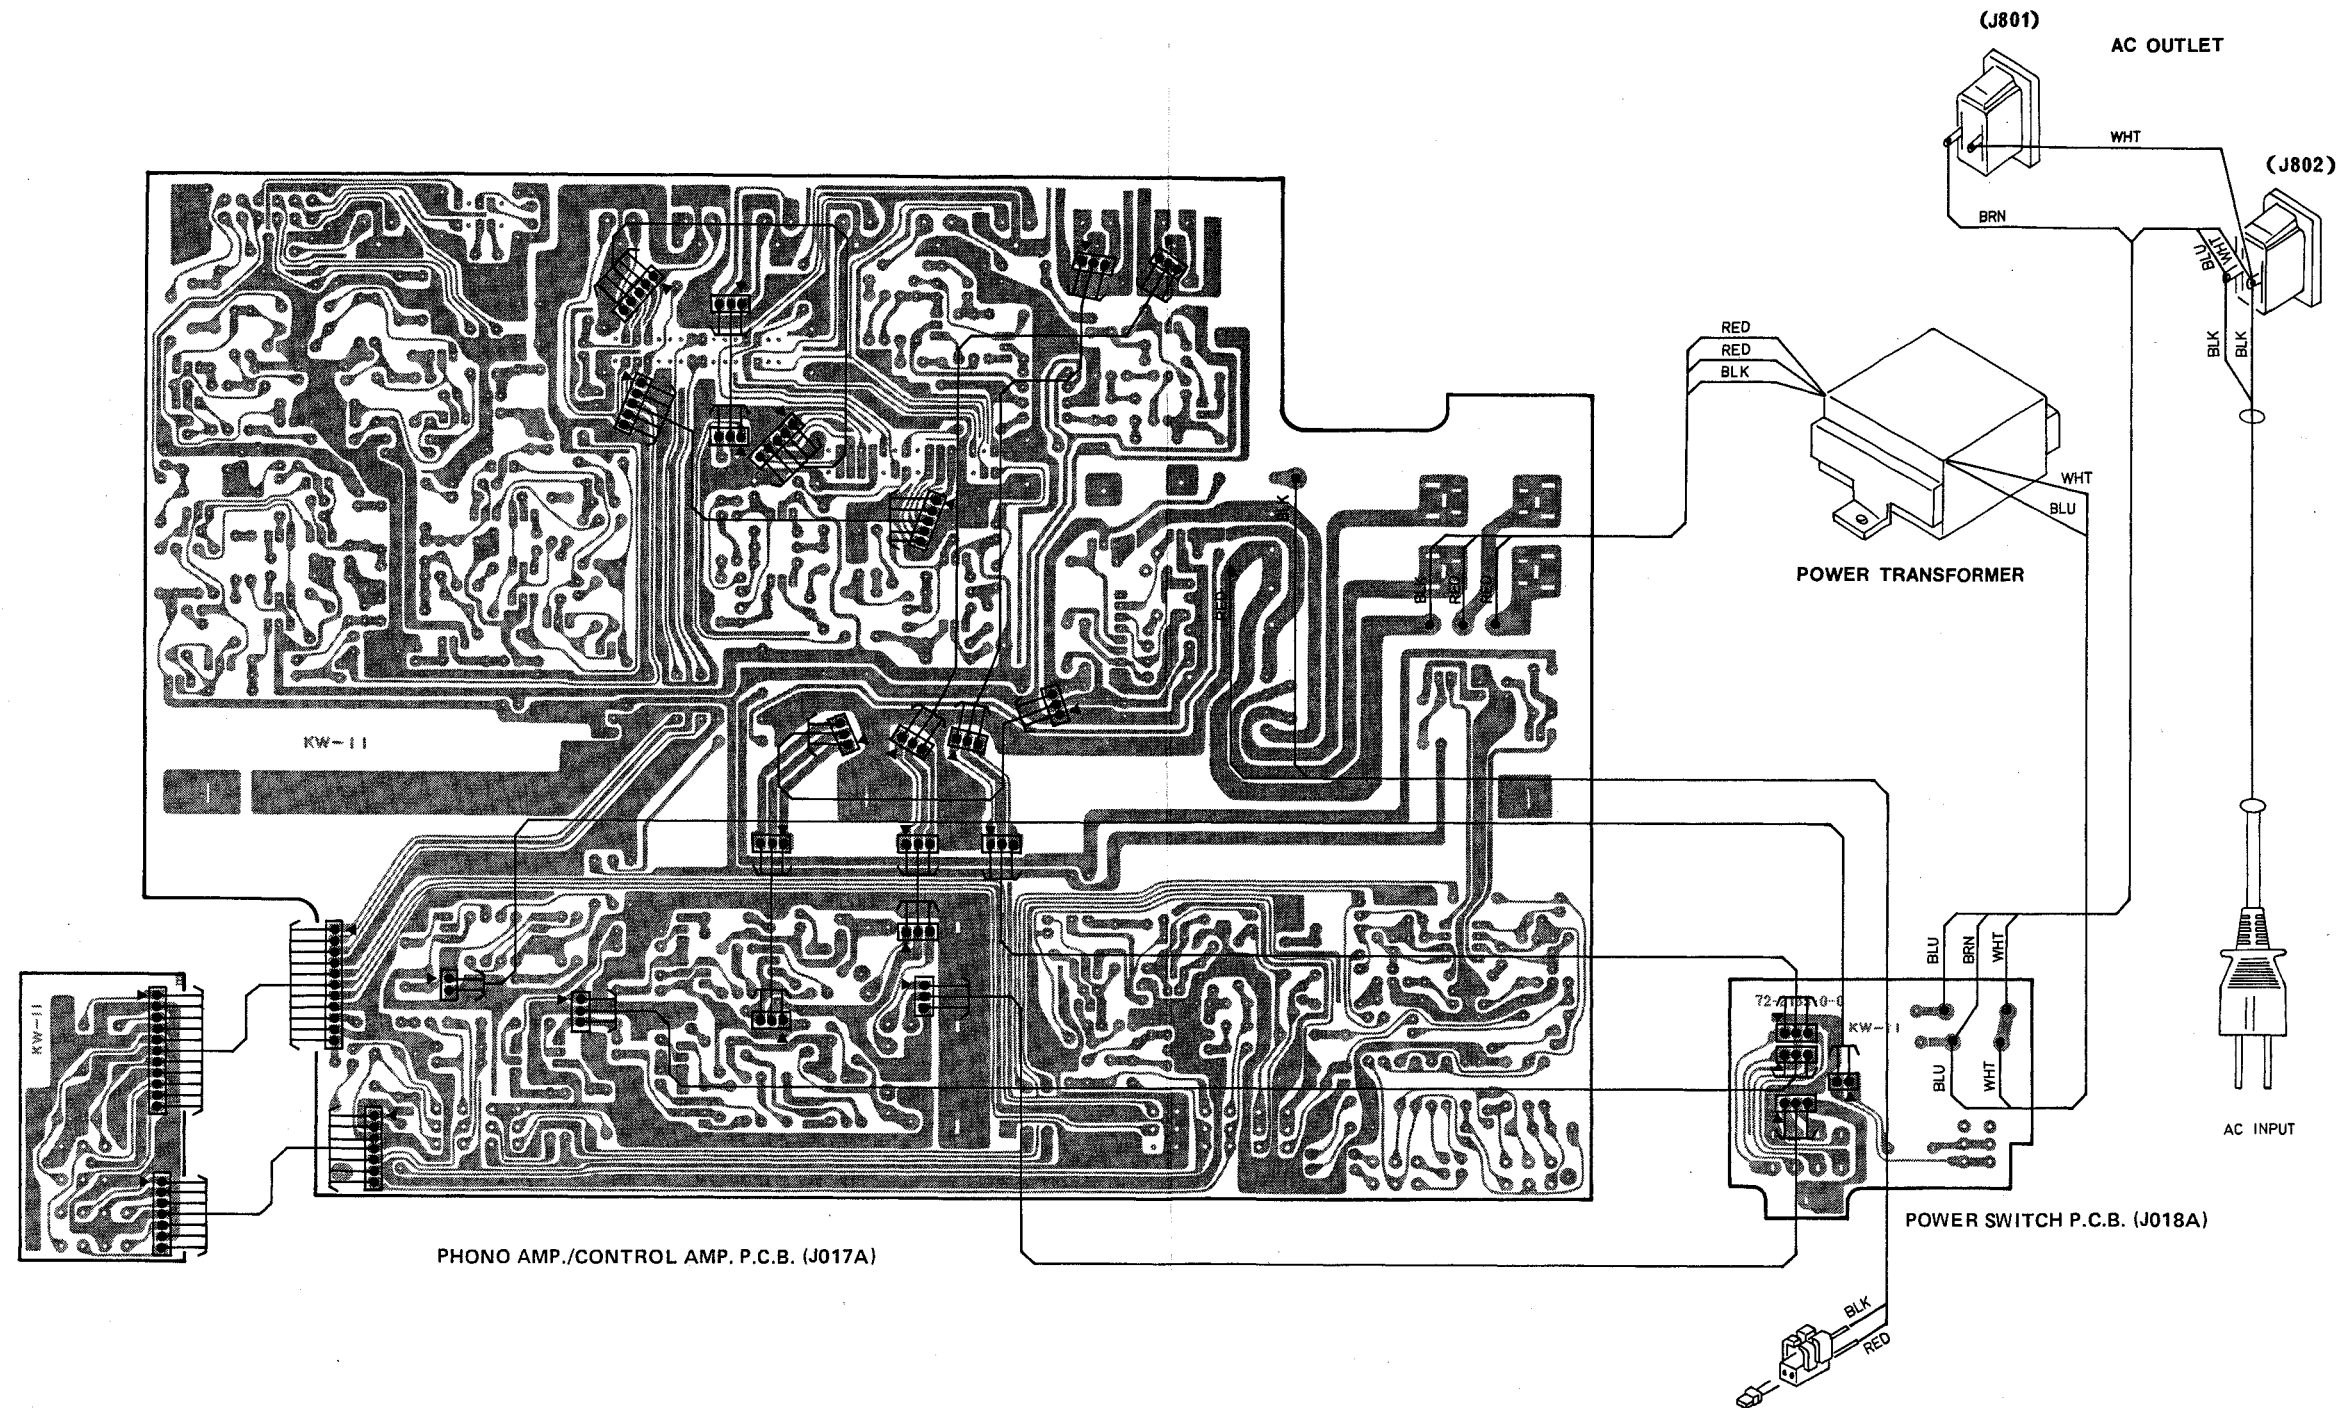 (J801)
AC OUTLET
WHT
(J802)
BRN
BLU
WHT
BLK
BLK
RED
RED
BLK
WHT
BLU
POWER TRANSFORMER
BLK
BLK
RED
RED
RED
KW-11
BLU
BRN
WHT
KW-11
KW-11
BLU
WHT
AC INPUT
POWER SWITCH P.C.B. (J018A)
PHONO AMP./CONTROL AMP. P.C.B. (J017A)
BLK
RED